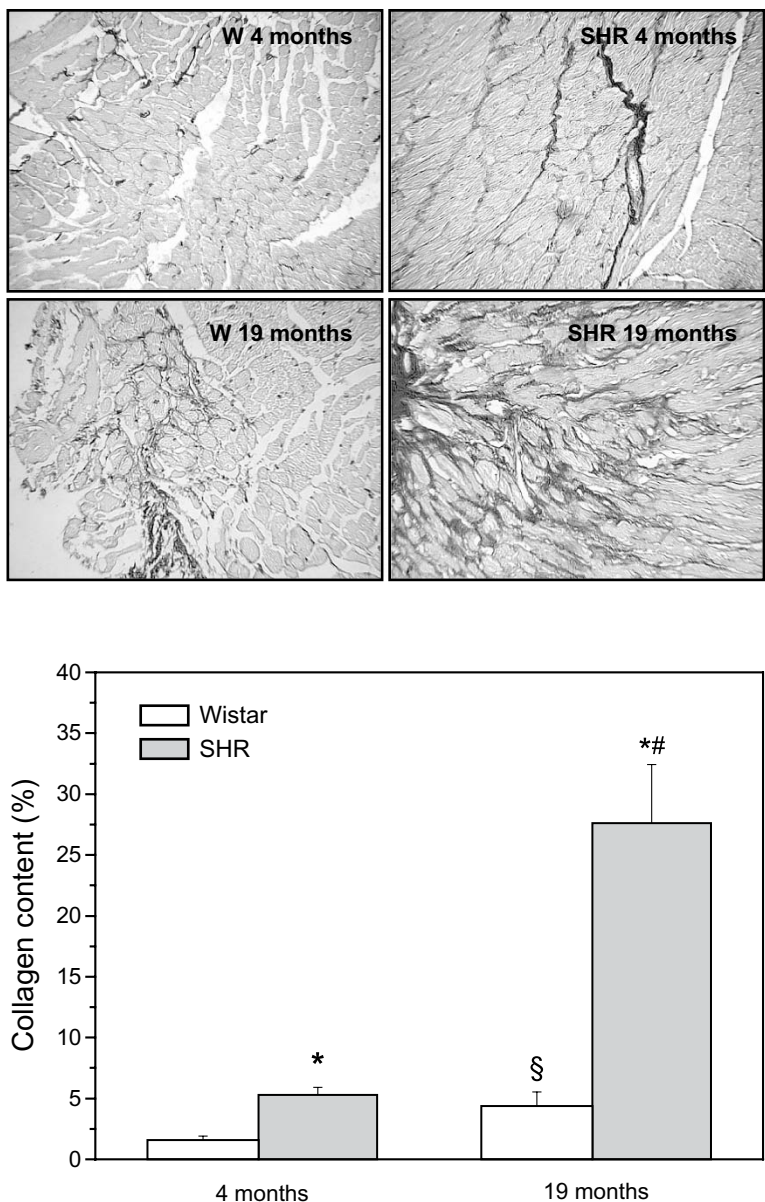 W 4 months
SHR 4 months
W 19 months
SHR 19 months
40
35
30
25
20
15
10
5
0
Collagen content (%)
Wistar
SHR
*
§
*#
4 months
19 months